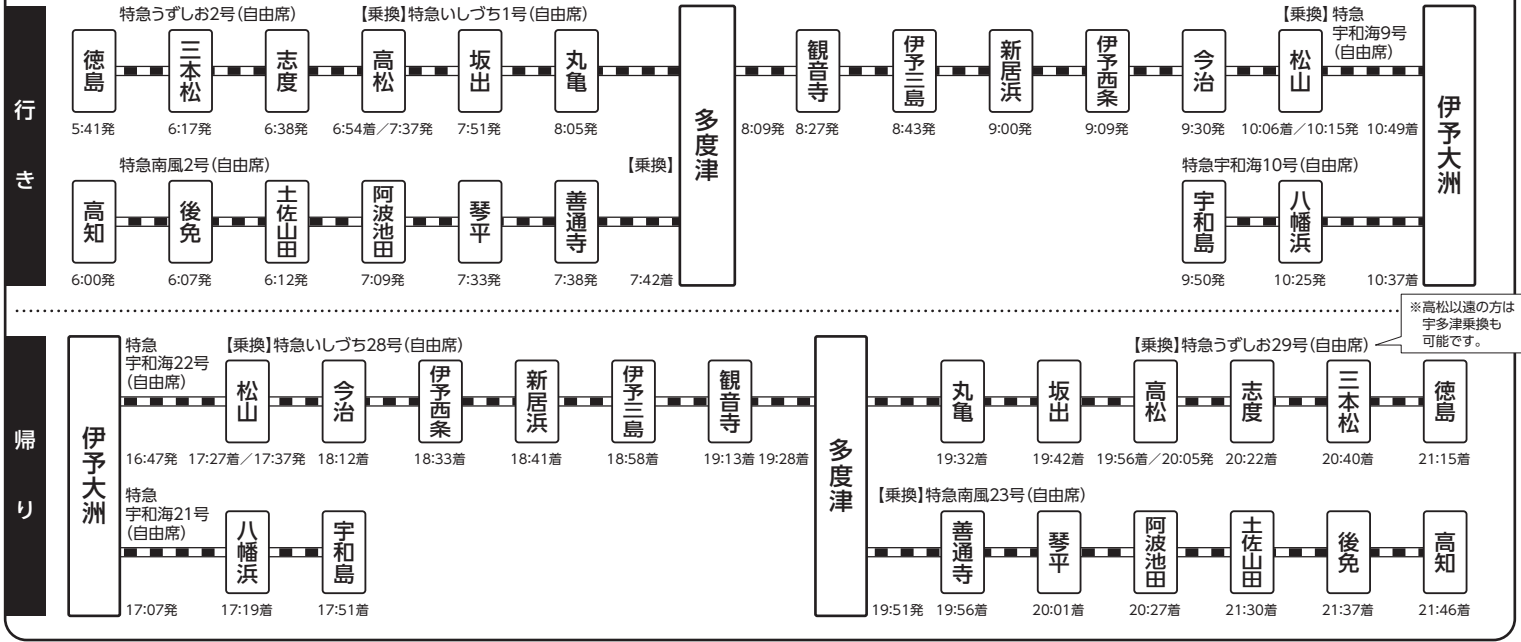 行き
特急うずしお2号（自由席）
【乗換】特急いしづち1号（自由席）
【乗換】特急
宇和海9号
（自由席）
徳島
三本松
志度
高松
坂出
丸亀
多度津
観音寺
伊予三島
新居浜
伊予西条
今治
松山
伊予大洲
5:41発
6:17発
6:38発
6:54着／7:37発
7:51発
8:05発
8:09発
8:27発
8:43発
9:00発
9:09発
9:30発
10:06着／10:15発
10:49着
特急南風2号（自由席）
【乗換】
特急宇和海10号（自由席）
高知
後免
土佐山田
阿波池田
琴平
善通寺
宇和島
八幡浜
6:00発
6:07発
6:12発
7:09発
7:33発
7:38発
7:42着
9:50発
10:25発
10:37着
※高松以遠の方は
宇多津乗換も
可能です。
帰り
特急
宇和海22号
（自由席）
【乗換】特急いしづち28号（自由席）
【乗換】特急うずしお29号（自由席）
伊予大洲
松山
今治
伊予西条
新居浜
伊予三島
観音寺
多度津
丸亀
坂出
高松
志度
三本松
徳島
16:47発
17:27着／17:37発
18:12着
18:33着
18:41着
18:58着
19:13着
19:28着
19:32着
19:42着
19:56着／20:05発
20:22着
20:40着
21:15着
特急
宇和海21号
（自由席）
【乗換】特急南風23号（自由席）
八幡浜
宇和島
善通寺
琴平
阿波池田
土佐山田
後免
高知
17:07発
17:19着
17:51着
19:51発
19:56着
20:01着
20:27着
21:30着
21:37着
21:46着